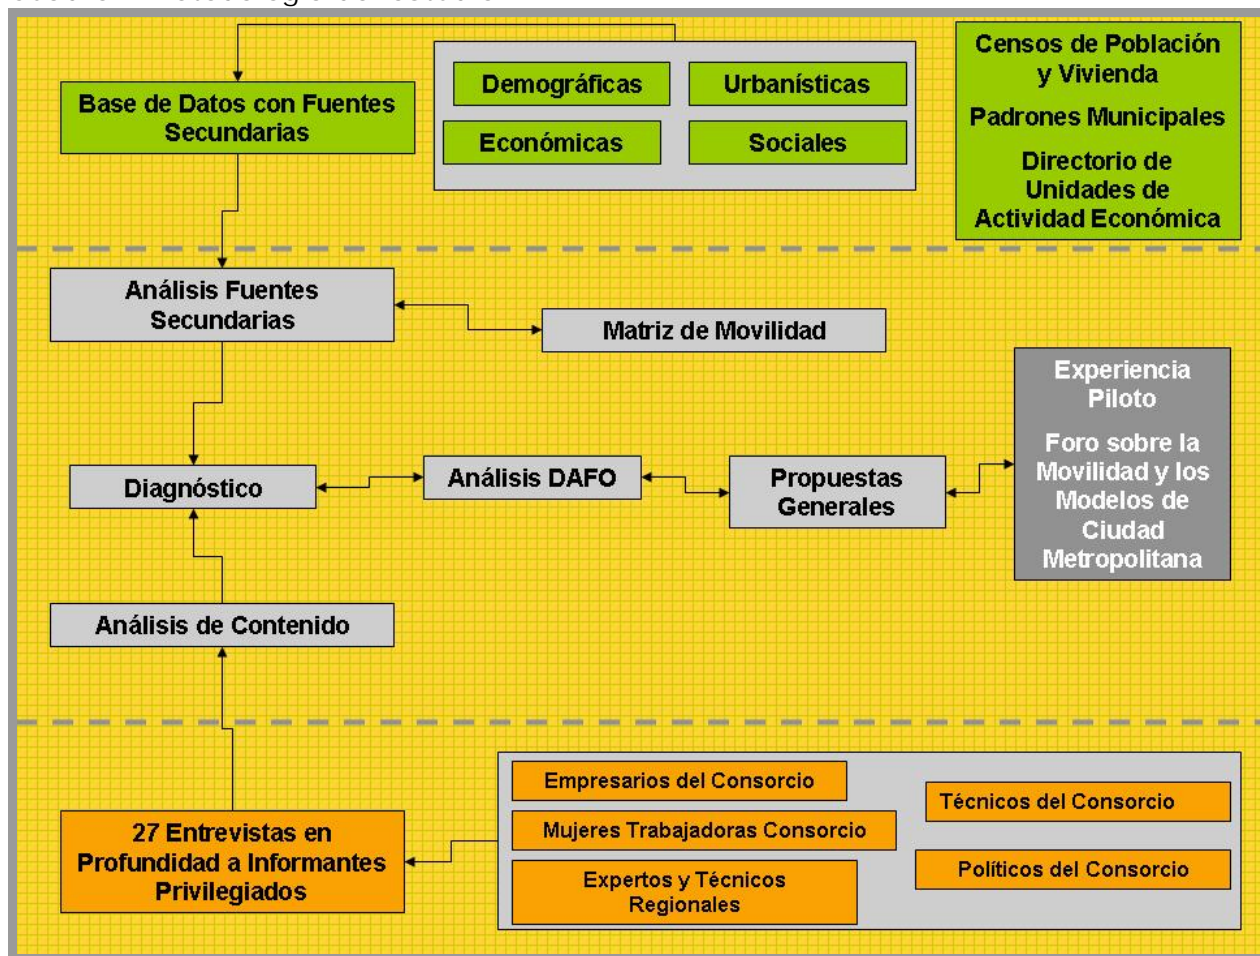 Base de Datos con Fuentes
Secundarias
Demográficas
Urbanísticas
Económicas
Sociales
Censos de Población
y Vivienda
Padrones Municipales
Directorio de
Unidades de
Actividad Económica
Análisis Fuentes
Secundarias
Matriz de Movilidad
Experiencia
Piloto
Foro sobre la
Movilidad y los
Modelos de
Ciudad
Metropolitana
Diagnóstico
Análisis DAFO
Propuestas
Generales
Análisis de Contenido
27 Entrevistas en
Profundidad a Informantes
Privilegiados
Empresarios del Consorcio
Mujeres Trabajadoras Consorcio
Expertos y Técnicos
Regionales
Técnicos del Consorcio
Políticos del Consorcio